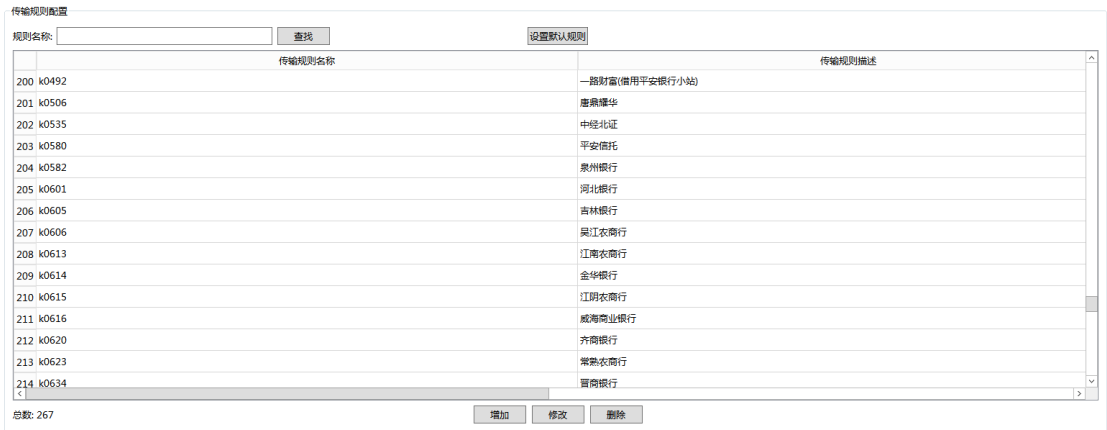 传输规则配置
规则名称: 查找 设置默认规则
传输规则名称 传输规则描述
200 k0492 一路财富(借用平安银行小站)
201 k0506 唐鼎耀华
202 k0535 中经北证
203 k0580 平安信托
204 k0582 泉州银行
205 k0601 河北银行
206 k0605 吉林银行
207 k0606 吴江农商行
208 k0613 江南农商行
209 k0614 金华银行
210 k0615 江阴农商行
211 k0616 威海商业银行
212 k0620 齐商银行
213 k0623 常熟农商行
214 k0634 晋商银行
总数: 267 增加 修改 删除